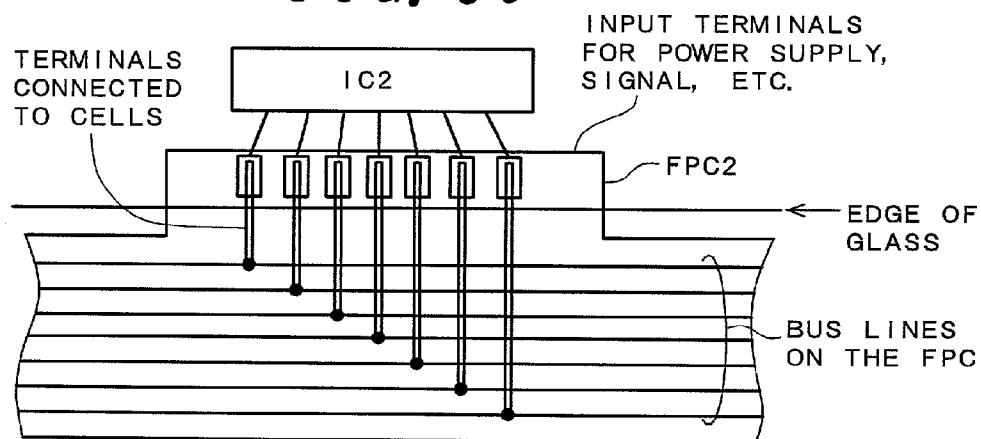 INPUT TERMINALS
FOR POWER SUPPLY,
SIGNAL, ETC.
TERMINALS
CONNECTED
TO CELLS
IC2
FPC2
EDGE OF
GLASS
BUS LINES
ON THE FPC